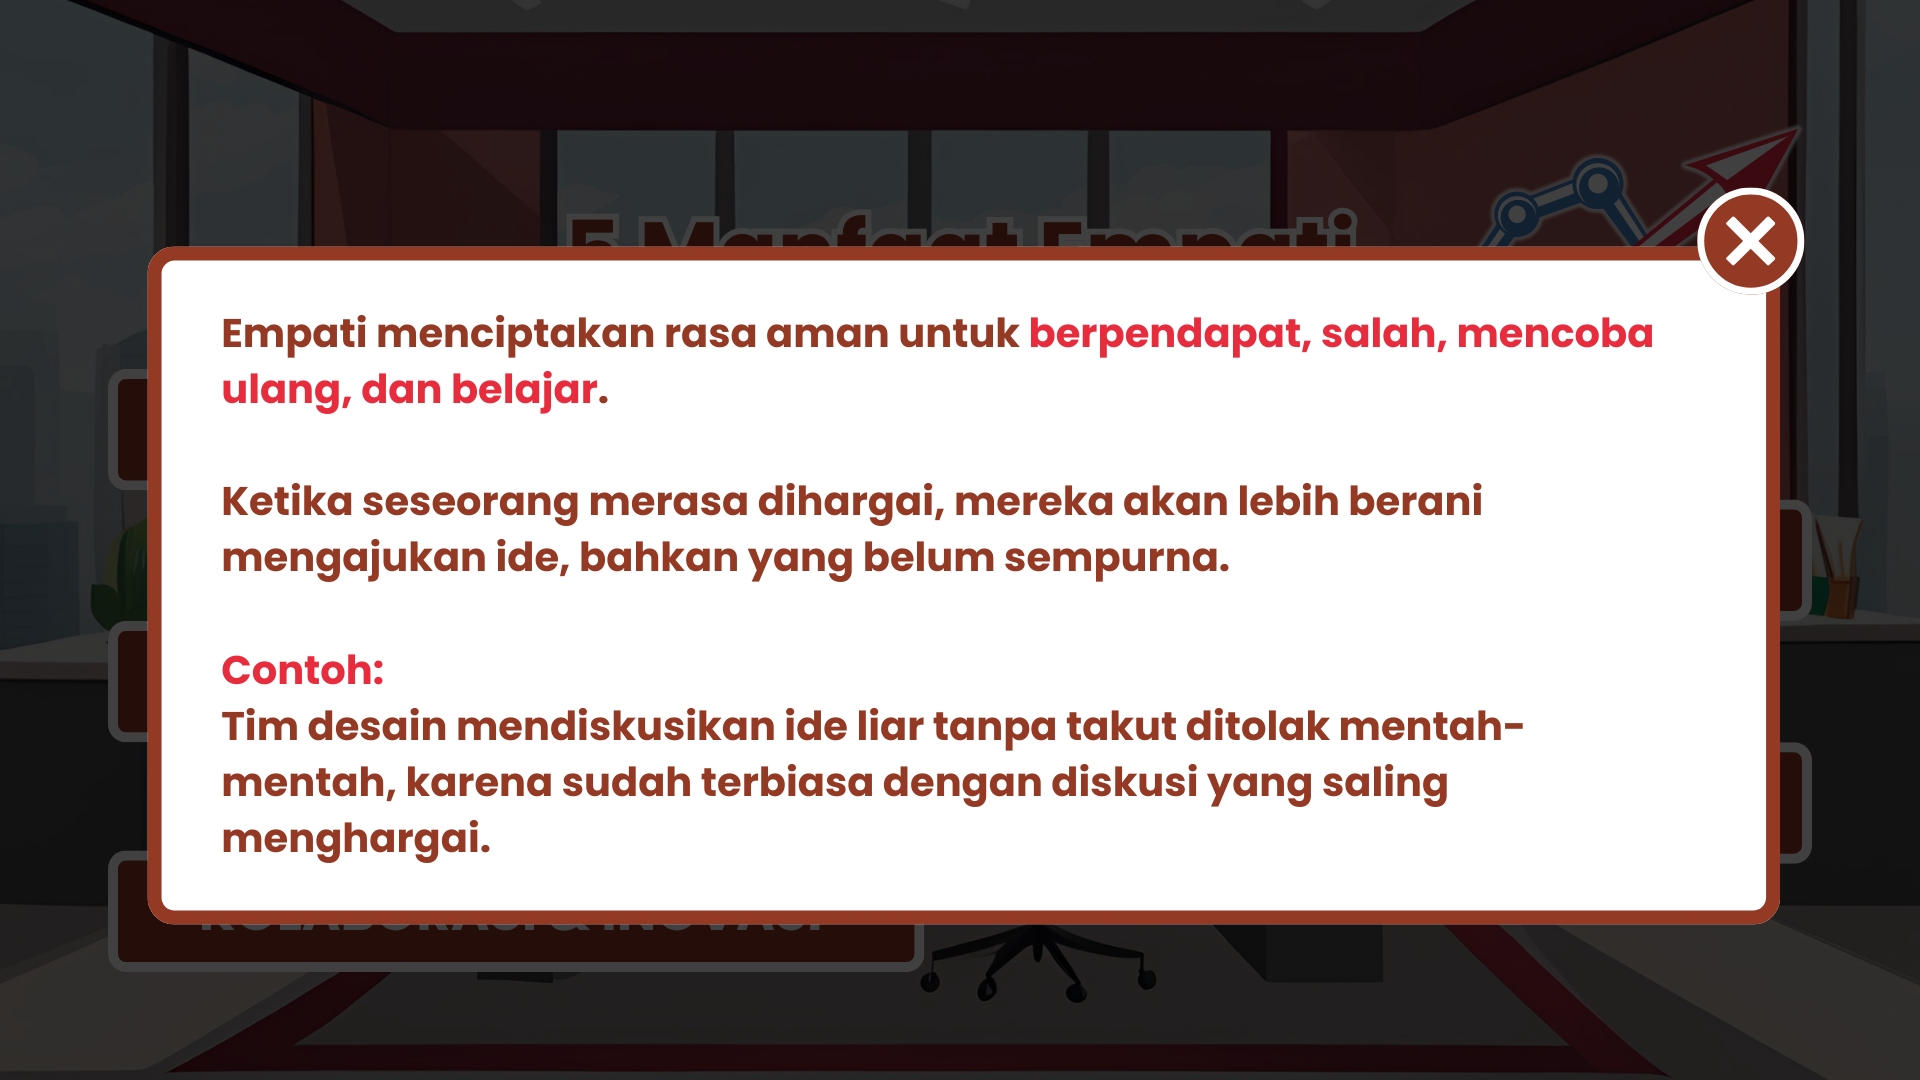 5 Manfaat Empati
Empati menciptakan rasa aman untuk berpendapat, salah, mencoba
ulang, dan belajar.
Ketika seseorang merasa dihargai, mereka akan lebih berani
mengajukan ide, bahkan yang belum sempurna.
Contoh:
Tim desain mendiskusikan ide liar tanpa takut ditolak mentah-
mentah, karena sudah terbiasa dengan diskusi yang saling
menghargai.
KOLABORASI & INOVASI